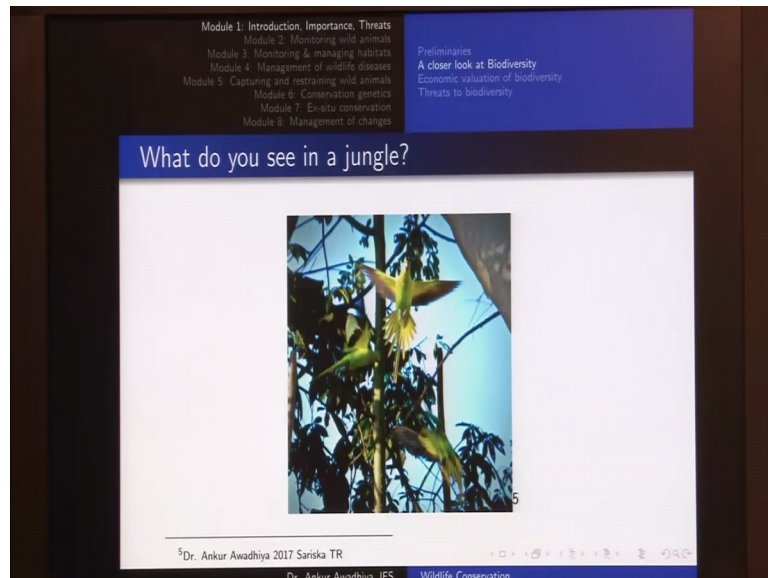 Module 1: Introduction, Importance, Threats
Module 2: Monitoring wild animals
Module 3: Monitoring & managing habitats
Module 4: Management of wildlife diseases
Module 5: Capturing and restraining wild animals
Module 6: Conservation genetics
Module 7: Ex-situ conservation
Module 8: Management of changes
Preliminaries
A closer look at Biodiversity
Economic valuation of biodiversity
Threats to biodiversity
What do you see in a jungle?
5
5Dr. Ankur Awadhiya 2017 Sariska TR
Dr. Ankur Awadhiya, IFS
Wildlife Conservation